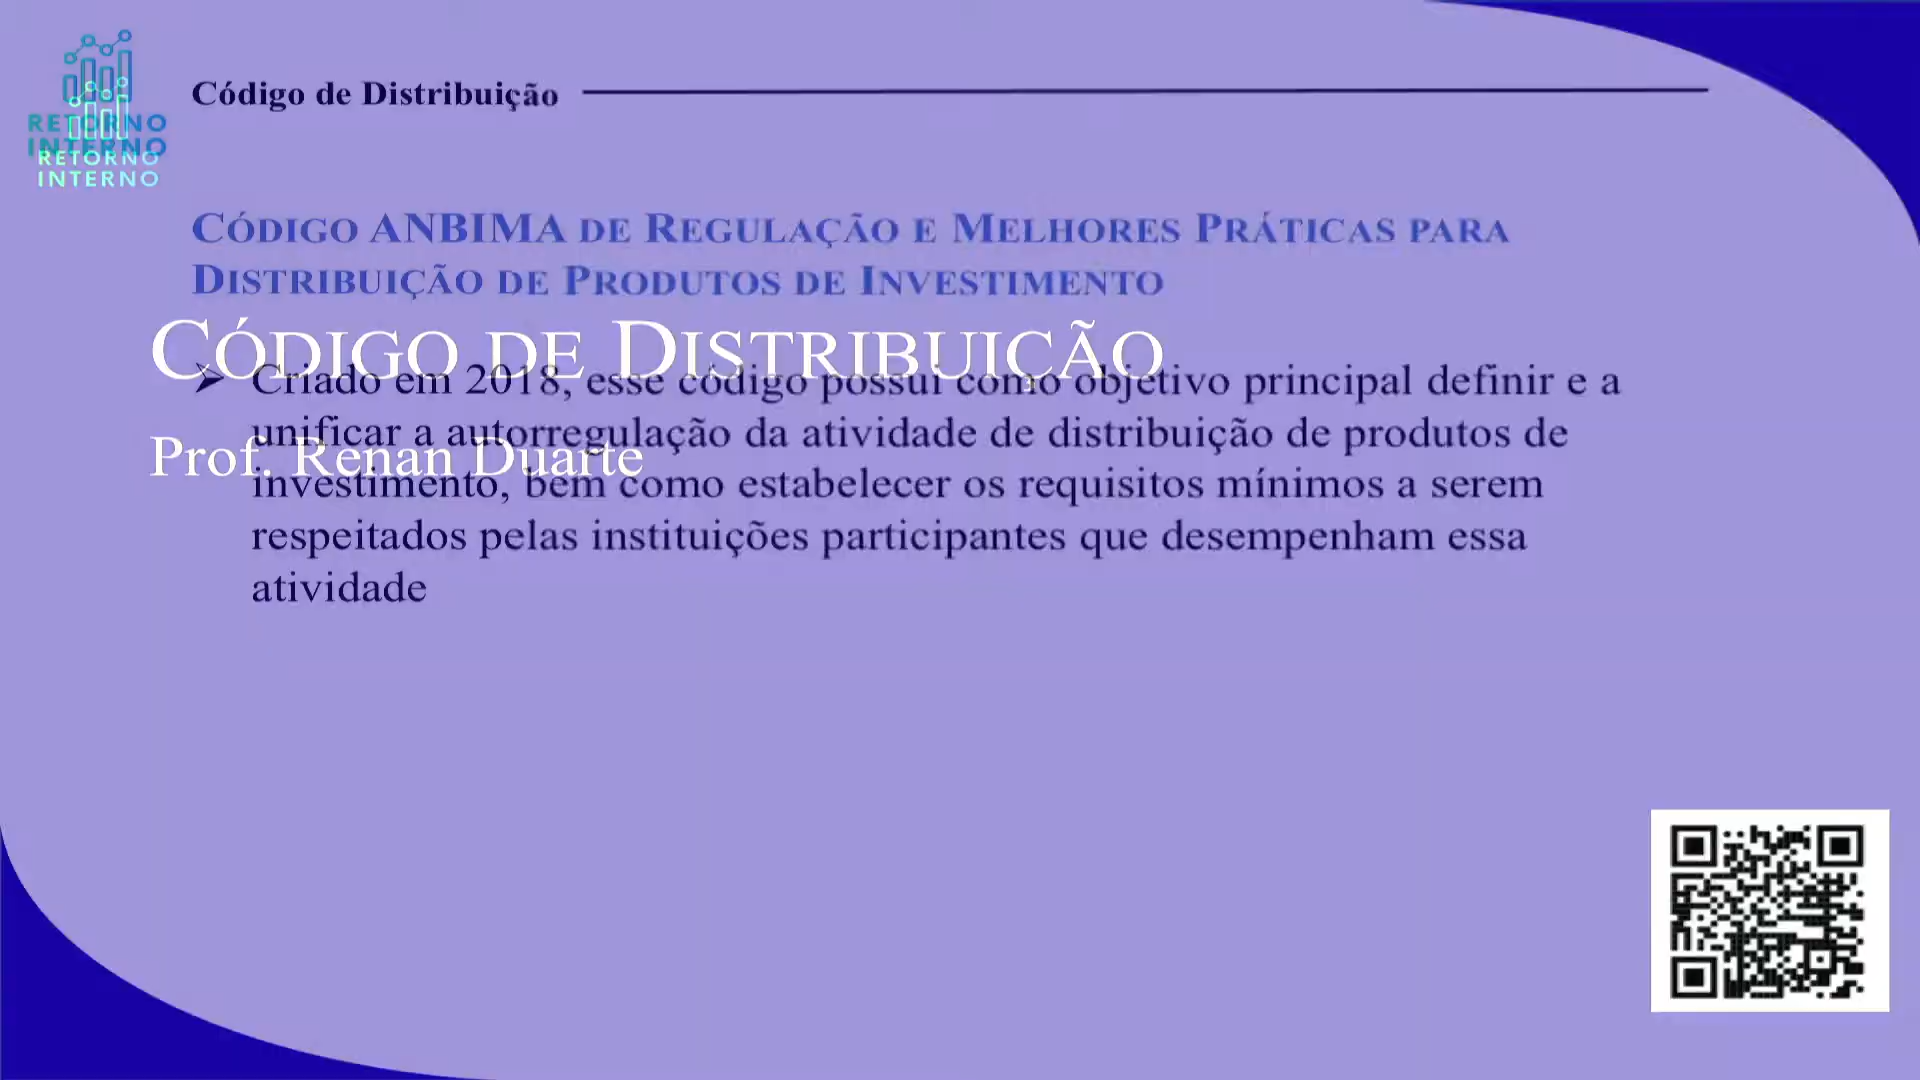 RETORNO
INTERNO
RETORNO
INTERNO
Código de Distribuição
CÓDIGO ANBIMA DE REGULAÇÃO E MELHORES PRÁTICAS PARA
DISTRIBUIÇÃO DE PRODUTOS DE INVESTIMENTO
CÓDIGO DE DISTRIBUIÇÃO
Prof. Renan Duarte
➢ Criado em 2018, esse código possui como objetivo principal definir e a
unificar a autorregulação da atividade de distribuição de produtos de
investimento, bem como estabelecer os requisitos mínimos a serem
respeitados pelas instituições participantes que desempenham essa
atividade